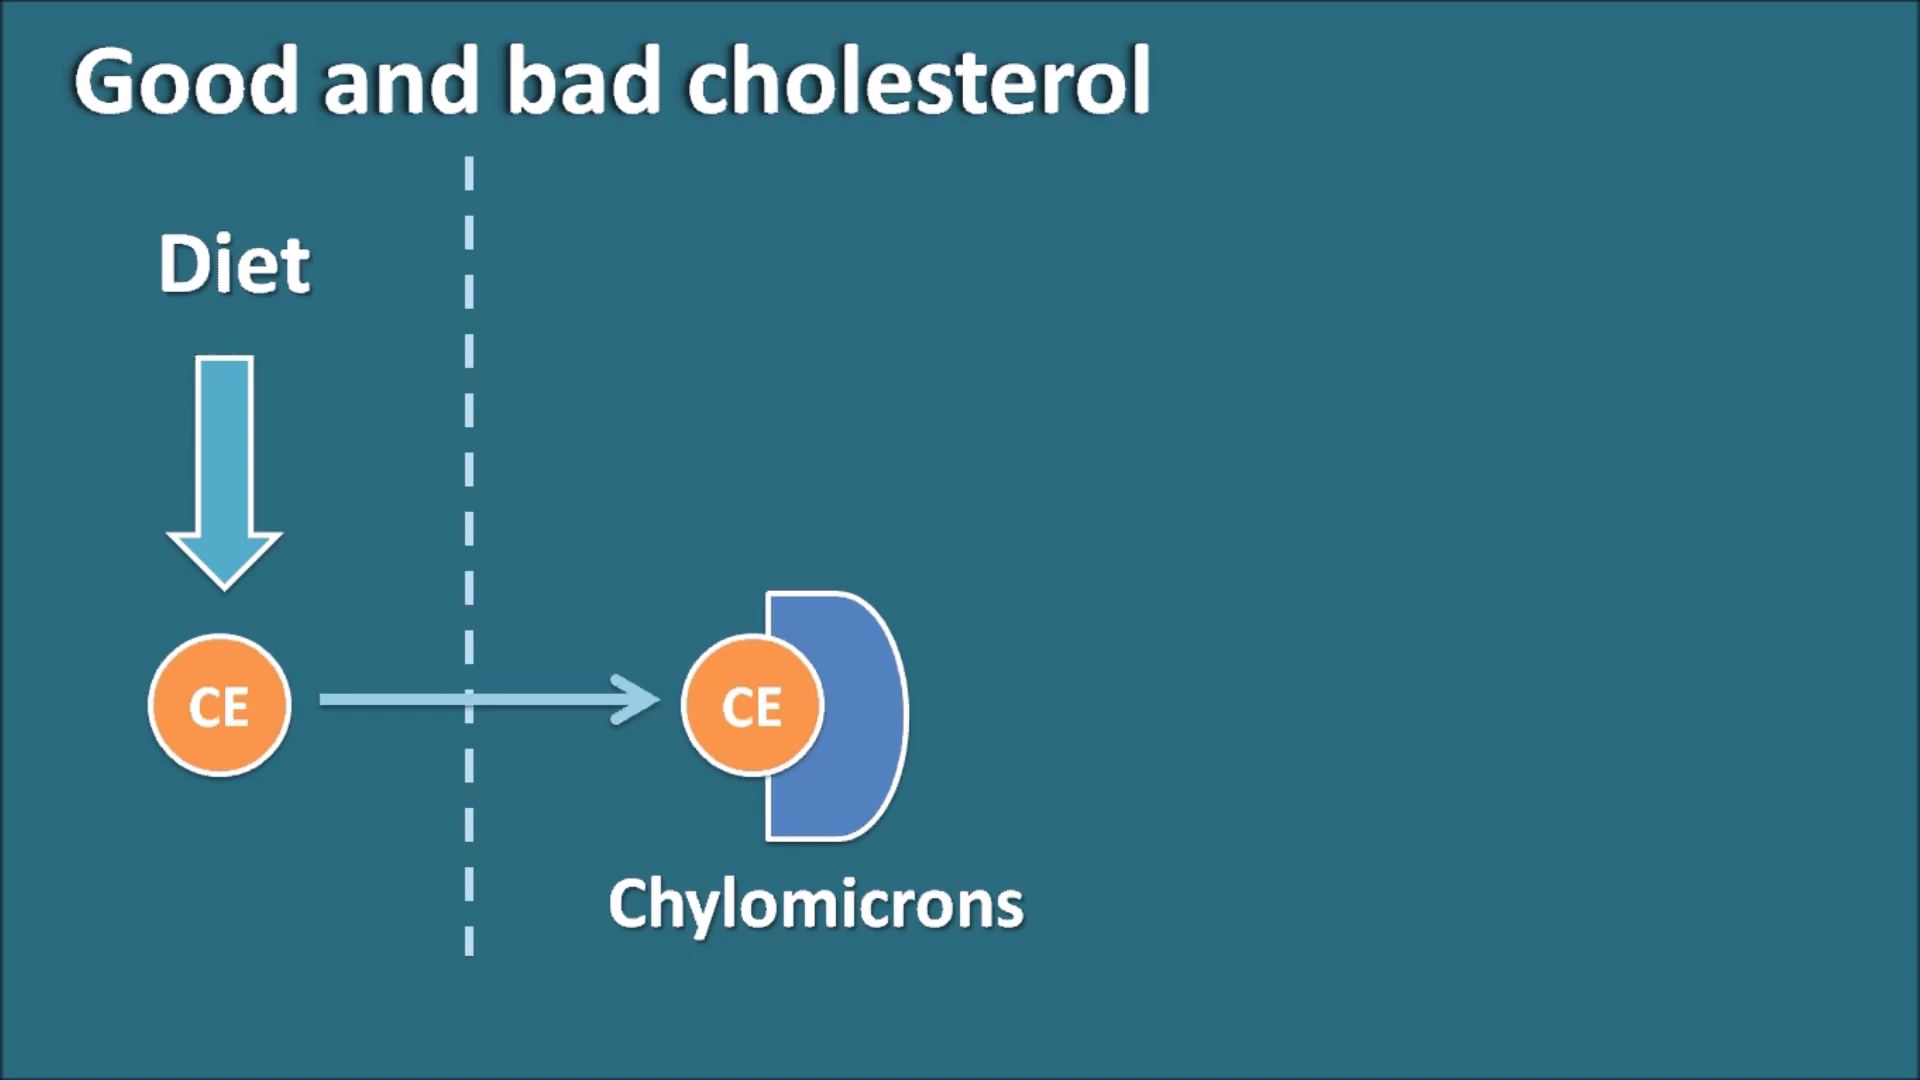 Good and bad cholesterol
Diet
CE
CE
Chylomicrons